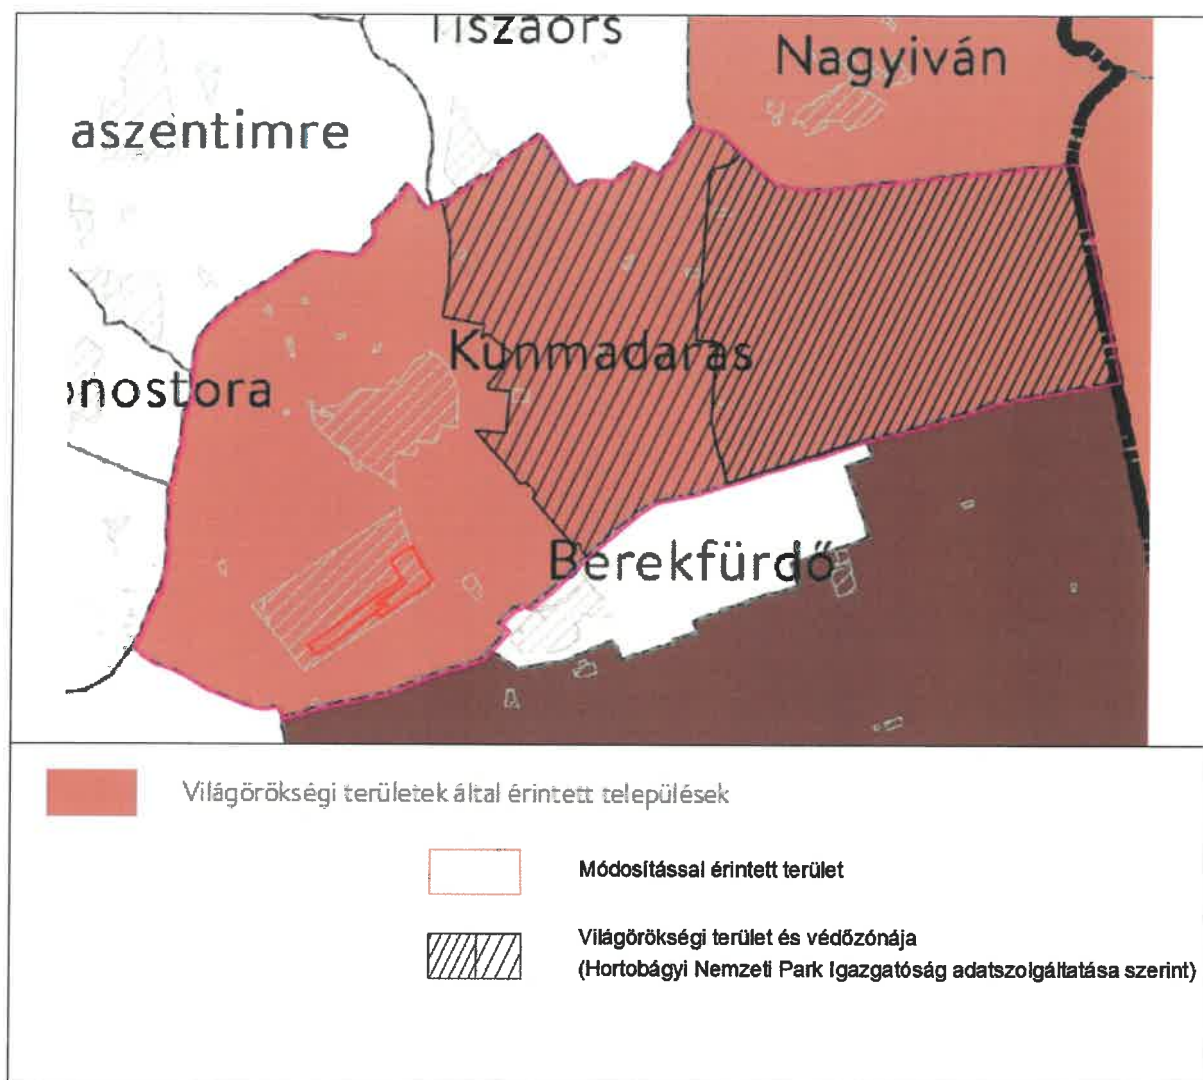 Tiszaörs
Nagyiván
aszentimre
Kunmadaras
onostora
Berekfürdő
Világörökségi területek által érintett települések
Módosítással érintett terület
Világörökségi terület és védőzónája
(Hortobágyi Nemzeti Park Igazgatóság adatszolgáltatása szerint)